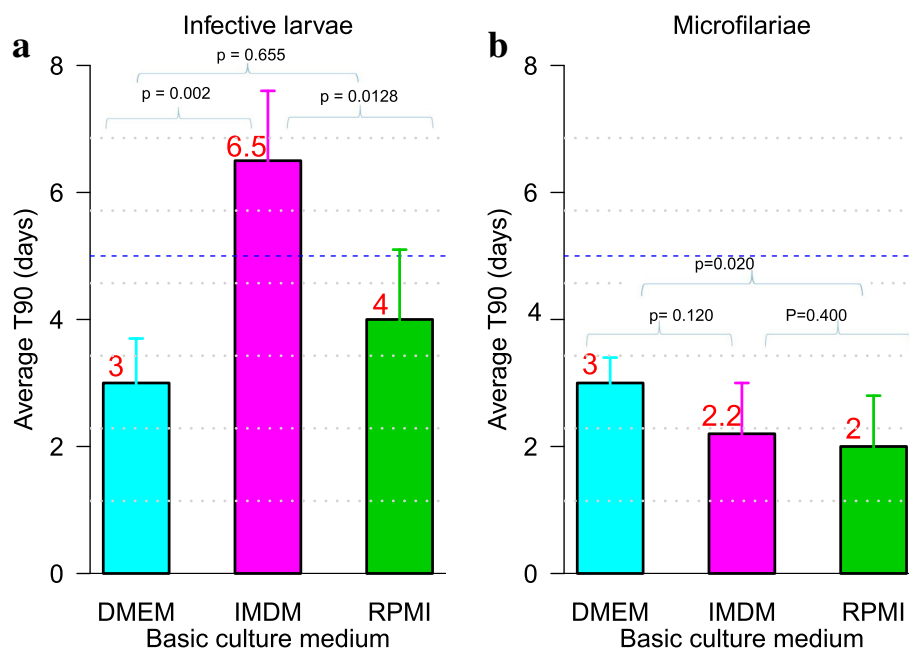 Infective larvae
a
p = 0.655
p = 0.002
p = 0.0128
6.5
4
3
8
6
4
2
0
Average T90 (days)
DMEM IMDM RPMI
Basic culture medium
Microfilariae
b
p=0.020
p= 0.120
P=0.400
3
2.2
2
8
6
4
2
0
Average T90 (days)
DMEM IMDM RPMI
Basic culture medium